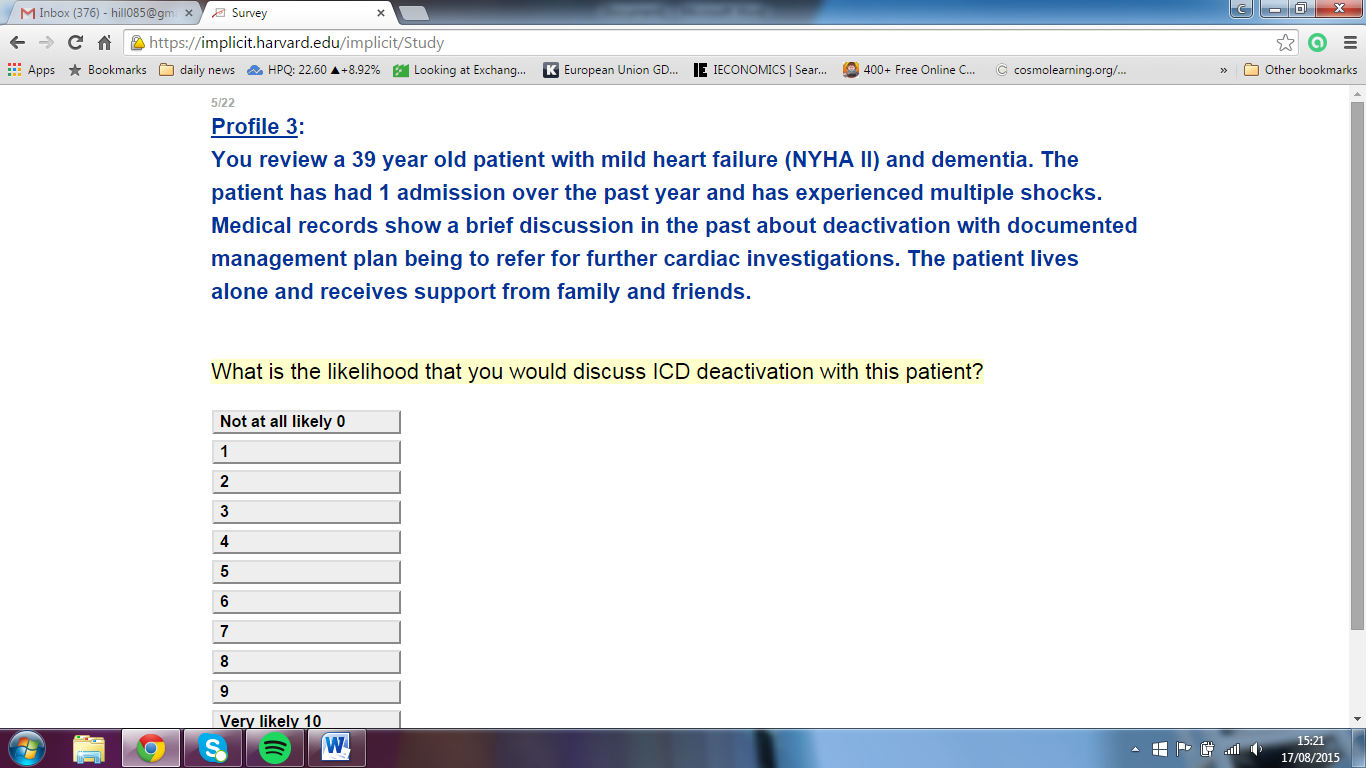 Inbox (376) - hill085@gm
Survey
https://implicit.harvard.edu/implicit/Study
Apps Bookmarks daily news HPQ: 22.60 ▲+8.92% Looking at Exchang... European Union GD... IECONOMICS | Sear... 400+ Free Online C... cosmolearning.org/... » Other bookmarks
5/22
Profile 3:
You review a 39 year old patient with mild heart failure (NYHA II) and dementia. The
patient has had 1 admission over the past year and has experienced multiple shocks.
Medical records show a brief discussion in the past about deactivation with documented
management plan being to refer for further cardiac investigations. The patient lives
alone and receives support from family and friends.
What is the likelihood that you would discuss ICD deactivation with this patient?
Not at all likely 0
1
2
3
4
5
6
7
8
9
Very likely 10
15:21
17/08/2015